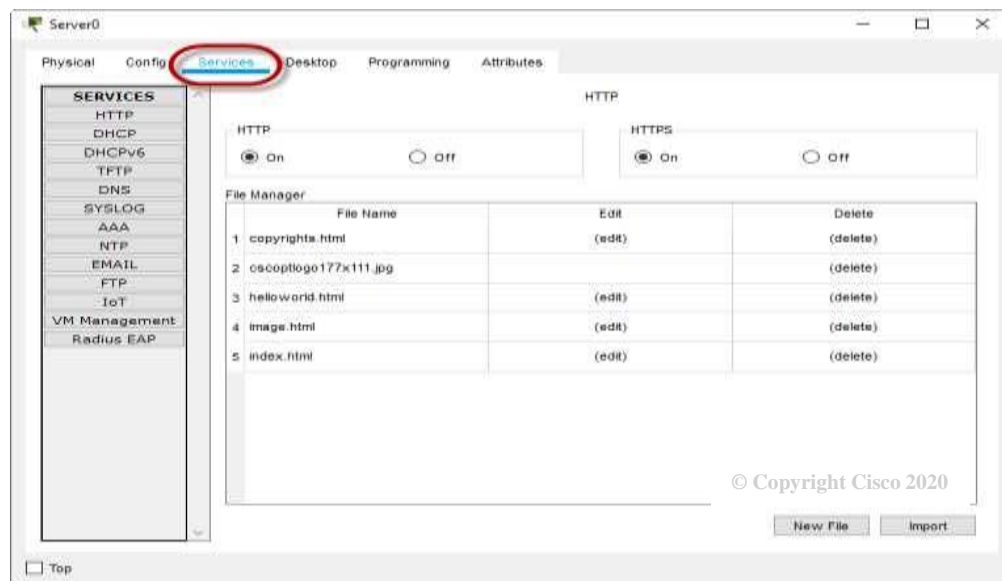 Server0
Physical Config Services Desktop Programming Attributes
SERVICES
HTTP
DHCP
DHCPv6
TFTP
DNS
SYSLOG
AAA
NTP
EMAIL
FTP
IoT
VM Management
Radius EAP
HTTP
HTTP
On Off
HTTPS
On Off
File Manager
File Name Edit Delete
1 copyrights.html (edit) (delete)
2 cscoptlogo177x111.jpg (delete)
3 helloworld.html (edit) (delete)
4 image.html (edit) (delete)
5 index.html (edit) (delete)
© Copyright Cisco 2020
New File Import
Top